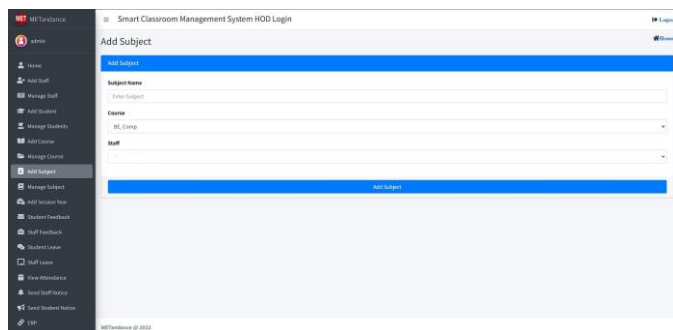 MET METandance
Smart Classroom Management System HOD Login
Logout
admin
Add Subject
Home
Home
Add Staff
Manage Staff
Add Student
Manage Students
Add Course
Manage Course
Add Subject
Manage Subject
Add Session Year
Student Feedback
Staff Feedback
Student Leave
Staff Leave
View Attendance
Send Staff Notice
Send Student Notice
ERP
Add Subject
Subject Name
Enter Subject
Course
BE_Comp
Staff
Add Subject
METandance @ 2022